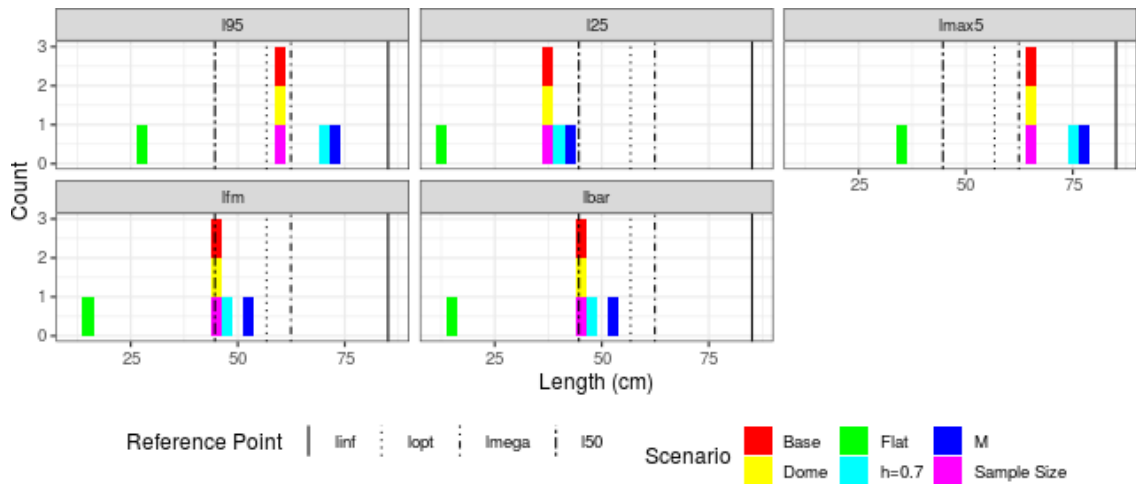 l95 l25 lmax5
3
2
1
0
25 50 75
lfm lbar
3
2
1
0
25 50 75 25 50 75
Count
Length (cm)
Reference Point linf lopt lmega l50
Scenario Base Flat M
Dome h=0.7 Sample Size